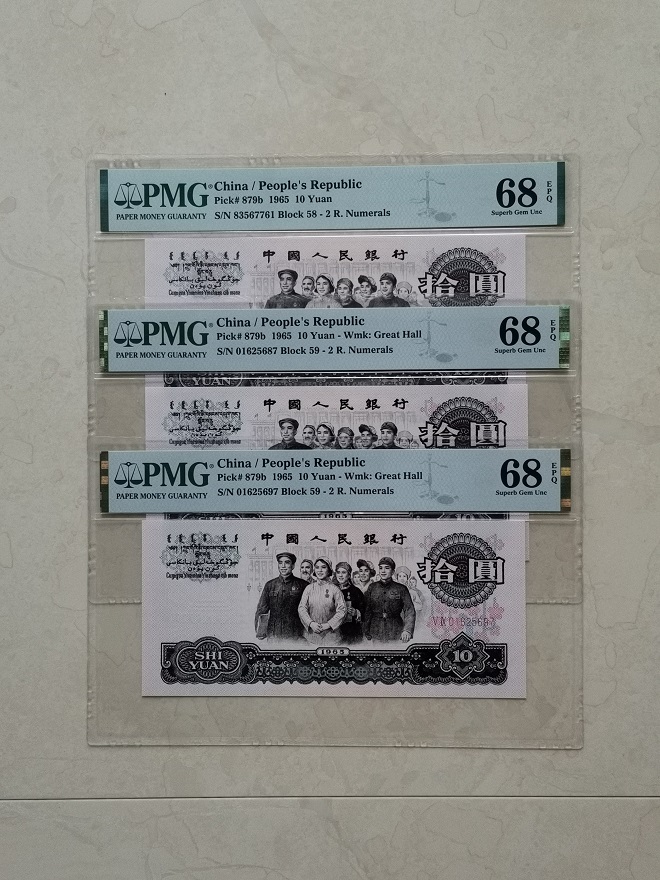 PMG® China / People's Republic
Pick# 879b 1965 10 Yuan
PAPER MONEY GUARANTY S/N 83567761 Block 58 - 2 R. Numerals
68 EPQ
Superb Gem Unc
中國人民銀行
拾圓
PMG® China / People's Republic
Pick# 879b 1965 10 Yuan - Wmk: Great Hall
PAPER MONEY GUARANTY S/N 01625687 Block 59 - 2 R. Numerals
68 EPQ
Superb Gem Unc
YUAN
中國人民銀行
拾圓
PMG® China / People's Republic
Pick# 879b 1965 10 Yuan - Wmk: Great Hall
PAPER MONEY GUARANTY S/N 01625697 Block 59 - 2 R. Numerals
68 EPQ
Superb Gem Unc
1965
中國人民銀行
拾圓
01625697
1965
SHI
YUAN
10